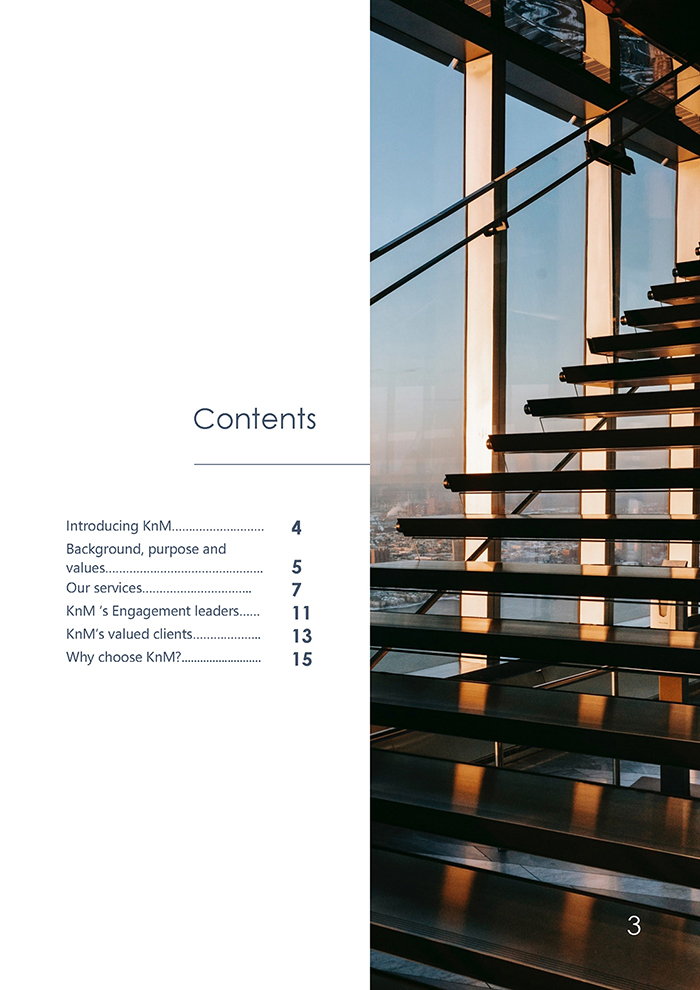 Contents
Introducing KnM........................... 4
Background, purpose and
values.............................................. 5
Our services................................ 7
KnM ‘s Engagement leaders...... 11
KnM’s valued clients.................... 13
Why choose KnM?.......................... 15
3